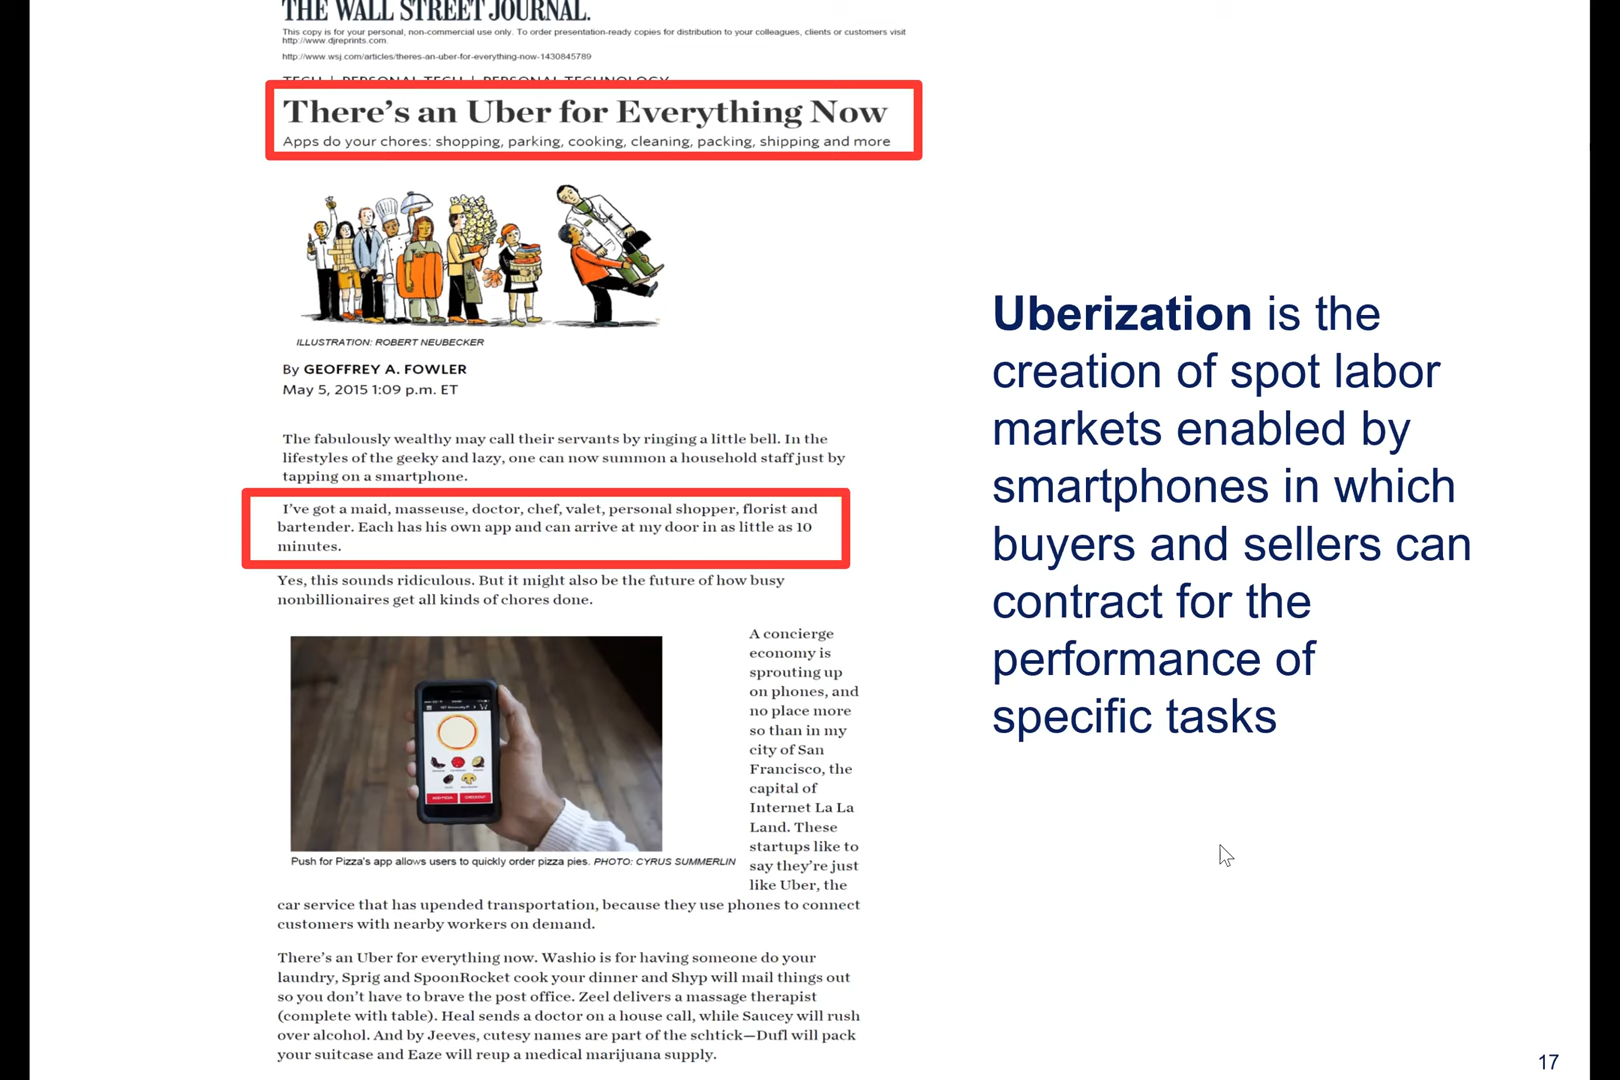 THE WALL STREET JOURNAL.
This copy is for your personal, non-commercial use only. To order presentation-ready copies for distribution to your colleagues, clients or customers visit
http://www.djreprints.com.
http://www.wsj.com/articles/theres-an-uber-for-everything-now-1430845789
TECH | PERSONAL TECH | PERSONAL TECHNOLOGY
There's an Uber for Everything Now
Apps do your chores: shopping, parking, cooking, cleaning, packing, shipping and more
ILLUSTRATION: ROBERT NEUBECKER
By GEOFFREY A. FOWLER
May 5, 2015 1:09 p.m. ET
The fabulously wealthy may call their servants by ringing a little bell. In the
lifestyles of the geeky and lazy, one can now summon a household staff just by
tapping on a smartphone.
I've got a maid, masseuse, doctor, chef, valet, personal shopper, florist and
bartender. Each has his own app and can arrive at my door in as little as 10
minutes.
Yes, this sounds ridiculous. But it might also be the future of how busy
nonbillionaires get all kinds of chores done.
ADD PIZZA
CHECKOUT
Push for Pizza's app allows users to quickly order pizza pies. PHOTO: CYRUS SUMMERLIN
A concierge
economy is
sprouting up
on phones, and
no place more
so than in my
city of San
Francisco, the
capital of
Internet La La
Land. These
startups like to
say they're just
like Uber, the
car service that has upended transportation, because they use phones to connect
customers with nearby workers on demand.
There's an Uber for everything now. Washio is for having someone do your
laundry, Sprig and SpoonRocket cook your dinner and Shyp will mail things out
so you don't have to brave the post office. Zeel delivers a massage therapist
(complete with table). Heal sends a doctor on a house call, while Saucey will rush
over alcohol. And by Jeeves, cutesy names are part of the schtick—Dufl will pack
your suitcase and Eaze will reup a medical marijuana supply.
Uberization is the
creation of spot labor
markets enabled by
smartphones in which
buyers and sellers can
contract for the
performance of
specific tasks
17